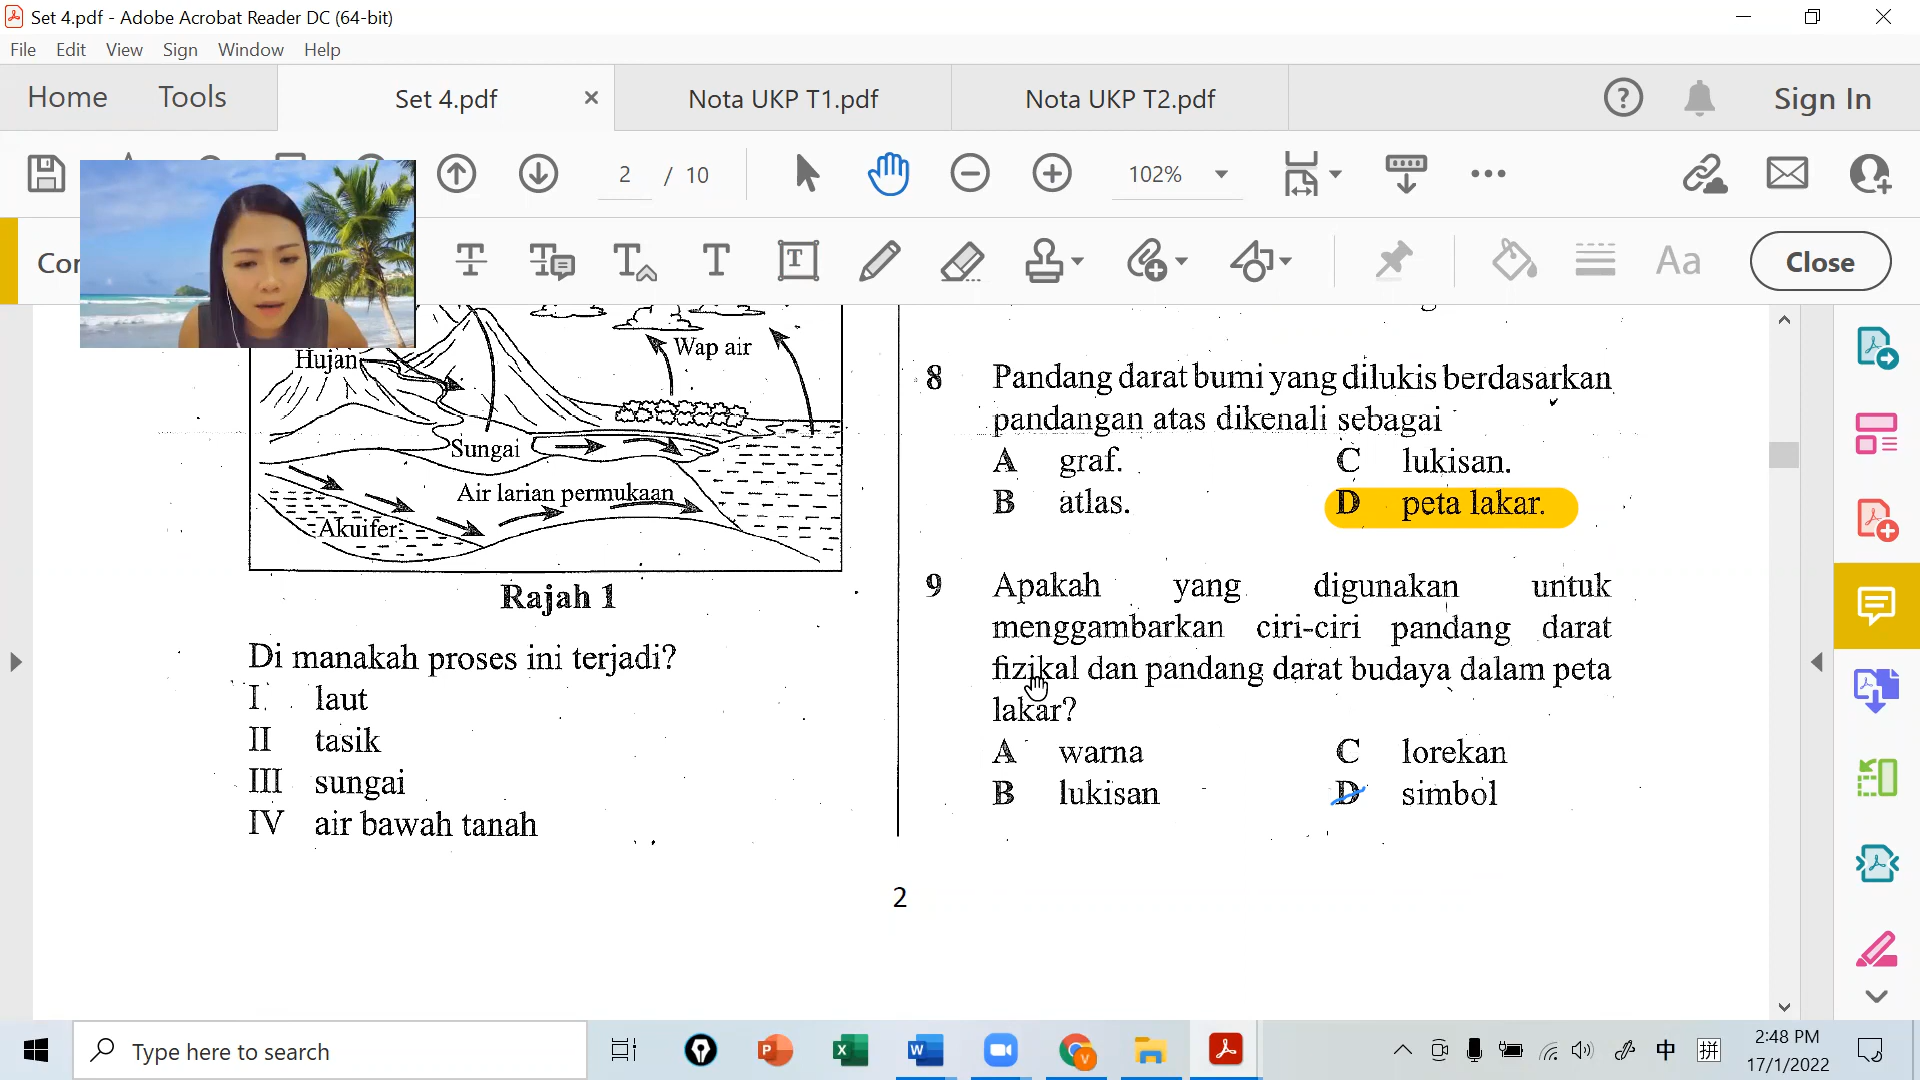 Set 4.pdf - Adobe Acrobat Reader DC (64-bit)
File Edit View Sign Window Help
Home Tools Set 4.pdf Nota UKP T1.pdf Nota UKP T2.pdf Sign In
2 / 10 102%
Aa Close
Hujan
Wap air
Sungai
Air larian permukaan
Akuifer
Rajah 1
Di manakah proses ini terjadi?
I laut
II tasik
III sungai
IV air bawah tanah
8 Pandang darat bumi yang dilukis berdasarkan
pandangan atas dikenali sebagai
A graf. C lukisan.
B atlas. D peta lakar.
9 Apakah yang digunakan untuk
menggambarkan ciri-ciri pandang darat
fizikal dan pandang darat budaya dalam peta
lakar?
A warna C lorekan
B lukisan D simbol
2
Type here to search
中 拼
2:48 PM
17/1/2022